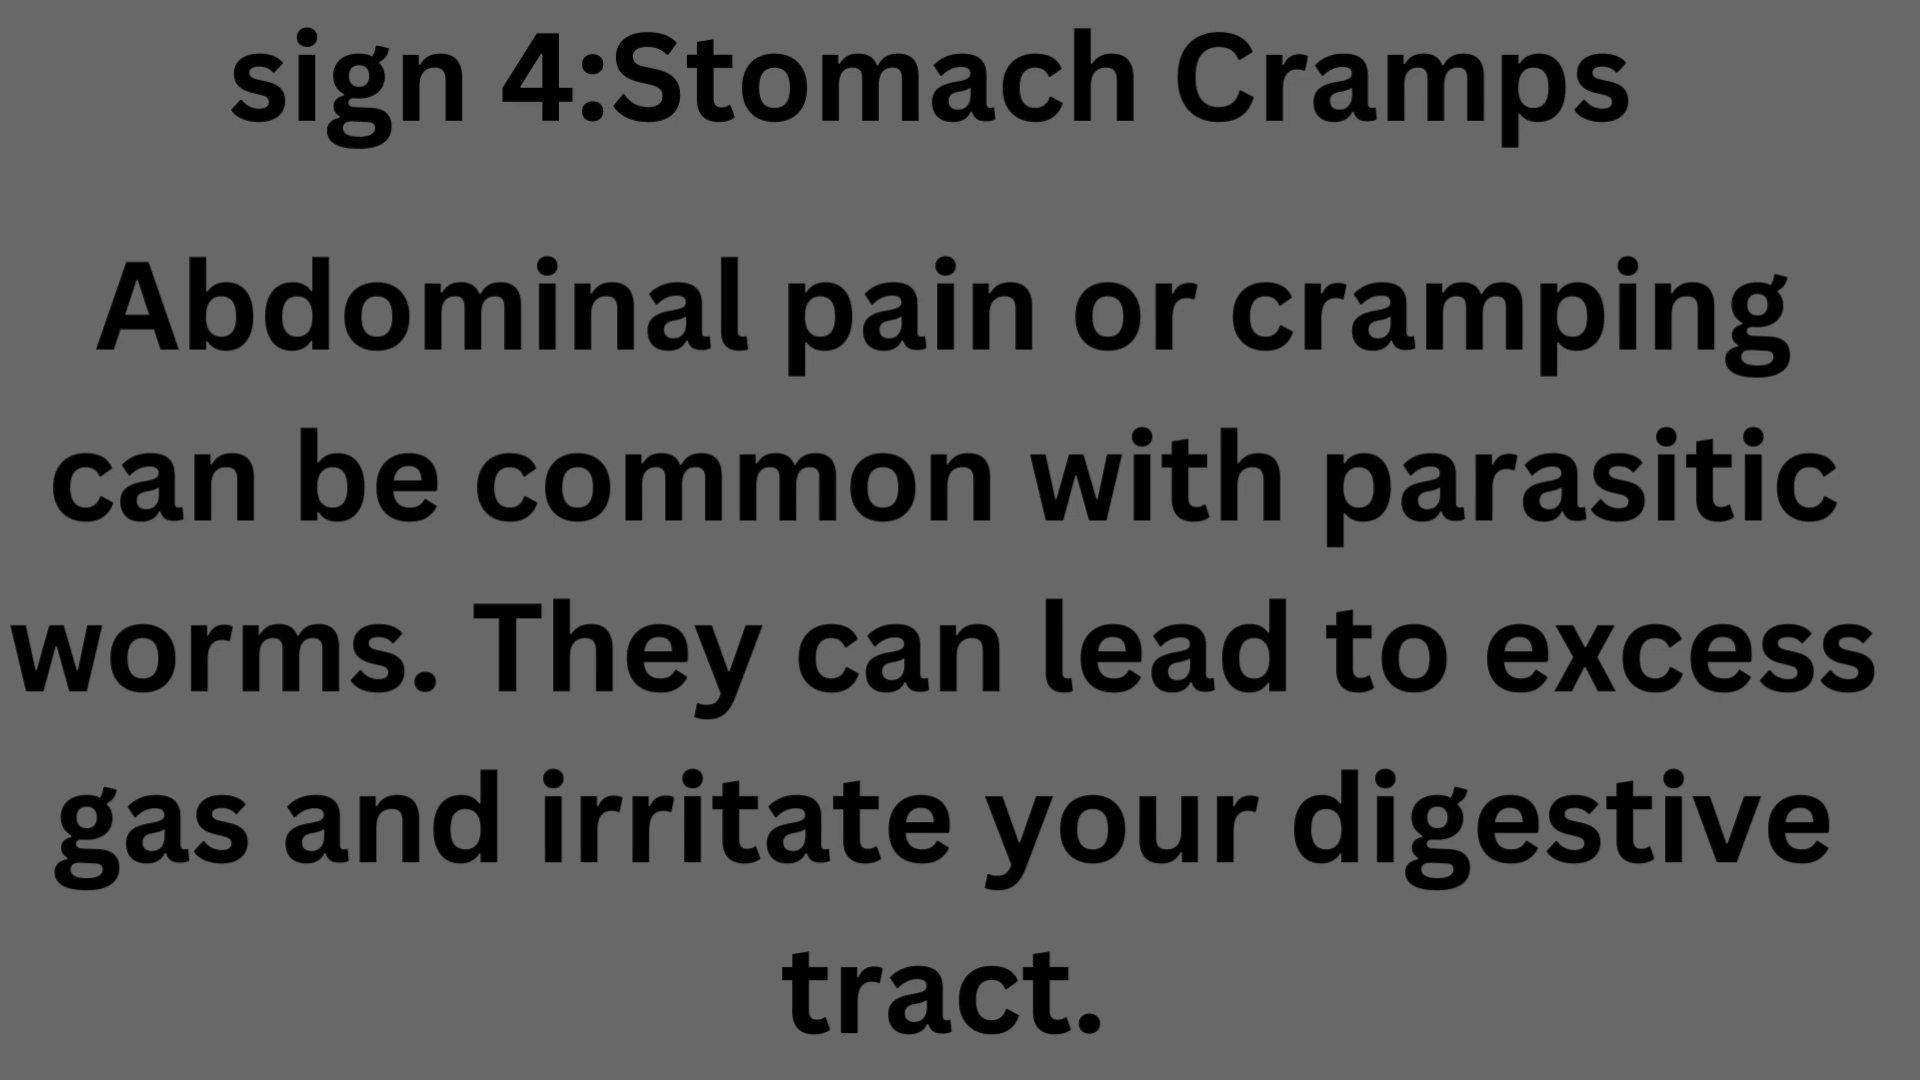 sign 4:Stomach Cramps
Abdominal pain or cramping
can be common with parasitic
worms. They can lead to excess
gas and irritate your digestive
tract.